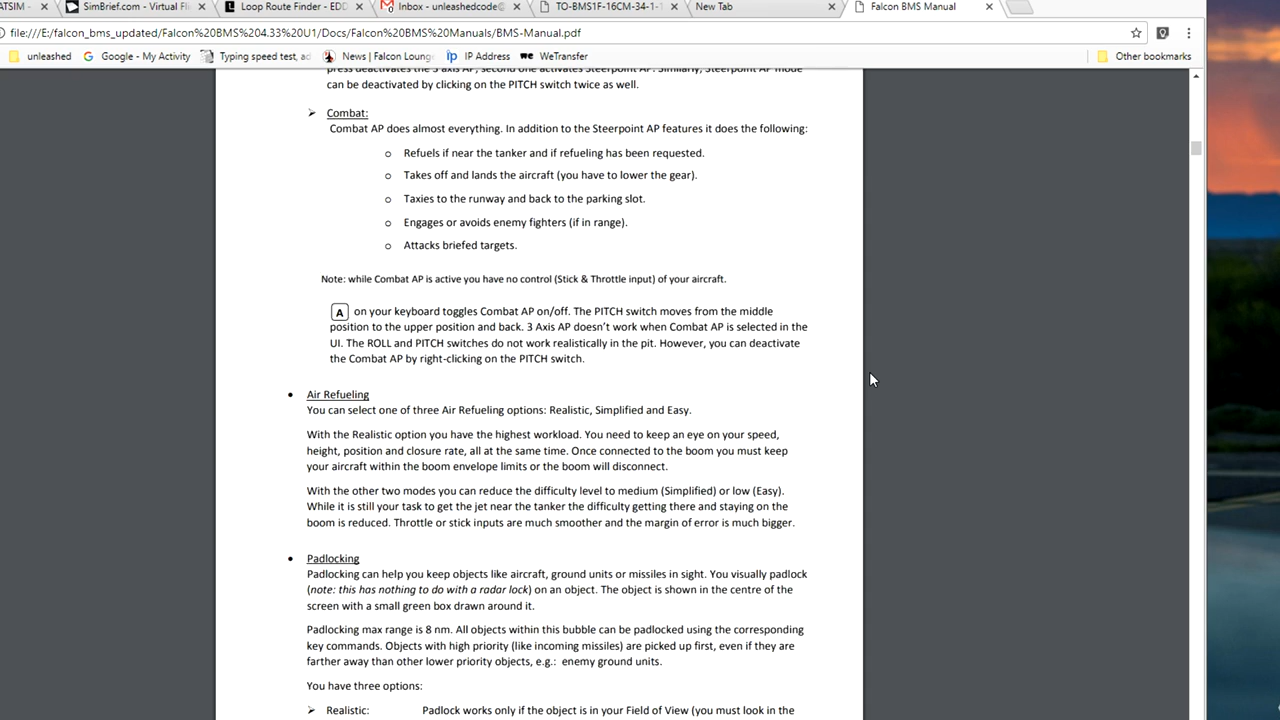 ATSIM - × SimBrief.com - Virtual Fl × Loop Route Finder - EDD × Inbox - unleashedcode@ × TO-BMS1F-16CM-34-1-1 × New Tab × Falcon BMS Manual ×
file:///E:/falcon_bms_updated/Falcon%20BMS%204.33%20U1/Docs/Falcon%20BMS%20Manuals/BMS-Manual.pdf
unleashed Google - My Activity Typing speed test, ad News | Falcon Loung IP Address WeTransfer Other bookmarks
press deactivates the 3 axis AP, second one activates Steerpoint AP. Similarly, Steerpoint AP mode
can be deactivated by clicking on the PITCH switch twice as well.
➢ Combat:
Combat AP does almost everything. In addition to the Steerpoint AP features it does the following:
o Refuels if near the tanker and if refueling has been requested.
o Takes off and lands the aircraft (you have to lower the gear).
o Taxies to the runway and back to the parking slot.
o Engages or avoids enemy fighters (if in range).
o Attacks briefed targets.
Note: while Combat AP is active you have no control (Stick & Throttle input) of your aircraft.
A on your keyboard toggles Combat AP on/off. The PITCH switch moves from the middle
position to the upper position and back. 3 Axis AP doesn't work when Combat AP is selected in the
UI. The ROLL and PITCH switches do not work realistically in the pit. However, you can deactivate
the Combat AP by right-clicking on the PITCH switch.
• Air Refueling
You can select one of three Air Refueling options: Realistic, Simplified and Easy.
With the Realistic option you have the highest workload. You need to keep an eye on your speed,
height, position and closure rate, all at the same time. Once connected to the boom you must keep
your aircraft within the boom envelope limits or the boom will disconnect.
With the other two modes you can reduce the difficulty level to medium (Simplified) or low (Easy).
While it is still your task to get the jet near the tanker the difficulty getting there and staying on the
boom is reduced. Throttle or stick inputs are much smoother and the margin of error is much bigger.
• Padlocking
Padlocking can help you keep objects like aircraft, ground units or missiles in sight. You visually padlock
(note: this has nothing to do with a radar lock) on an object. The object is shown in the centre of the
screen with a small green box drawn around it.
Padlocking max range is 8 nm. All objects within this bubble can be padlocked using the corresponding
key commands. Objects with high priority (like incoming missiles) are picked up first, even if they are
farther away than other lower priority objects, e.g.: enemy ground units.
You have three options:
➢ Realistic: Padlock works only if the object is in your Field of View (you must look in the